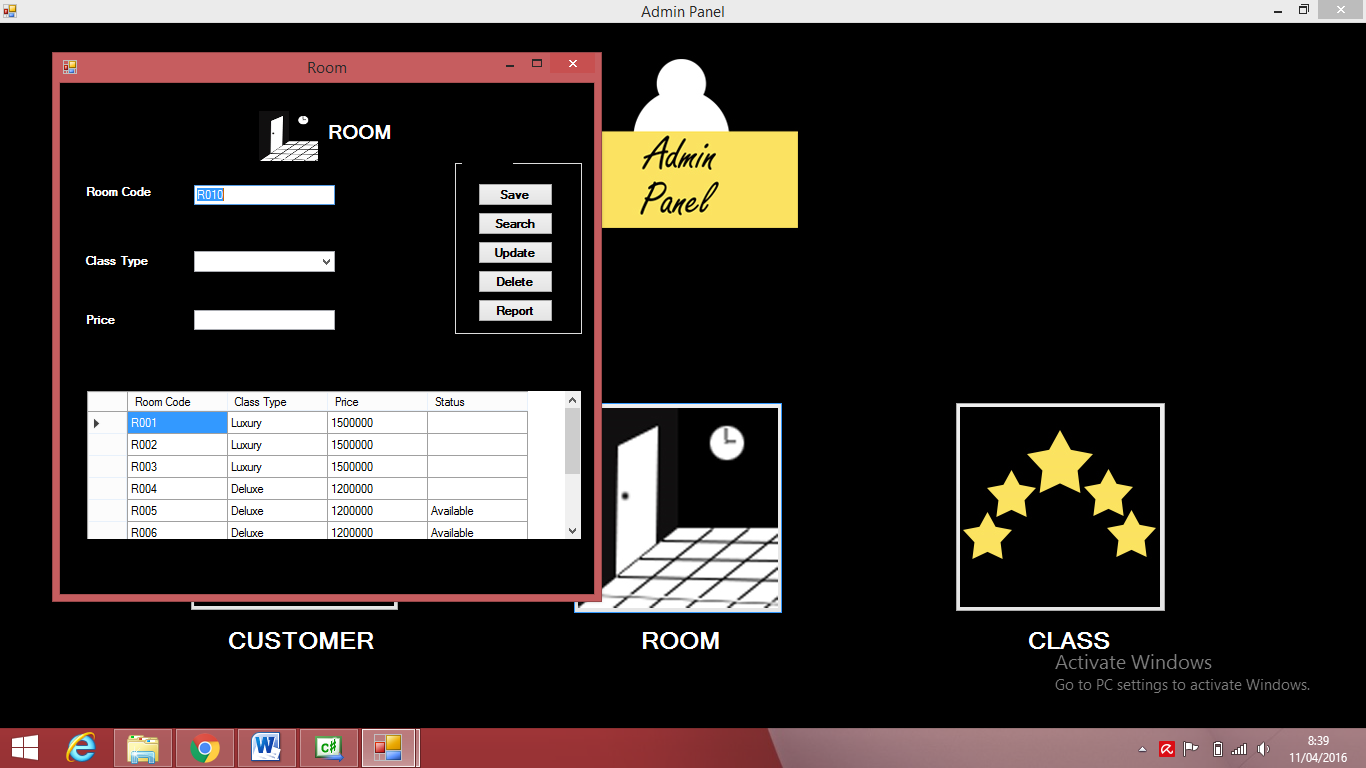 Admin Panel
Room
ROOM
Room Code
R010
Class Type
Price
Save
Search
Update
Delete
Report
Room Code Class Type Price Status
R001 Luxury 1500000
R002 Luxury 1500000
R003 Luxury 1500000
R004 Deluxe 1200000
R005 Deluxe 1200000 Available
R006 Deluxe 1200000 Available
Admin
Panel
CUSTOMER
ROOM
CLASS
Activate Windows
Go to PC settings to activate Windows.
8:39
11/04/2016